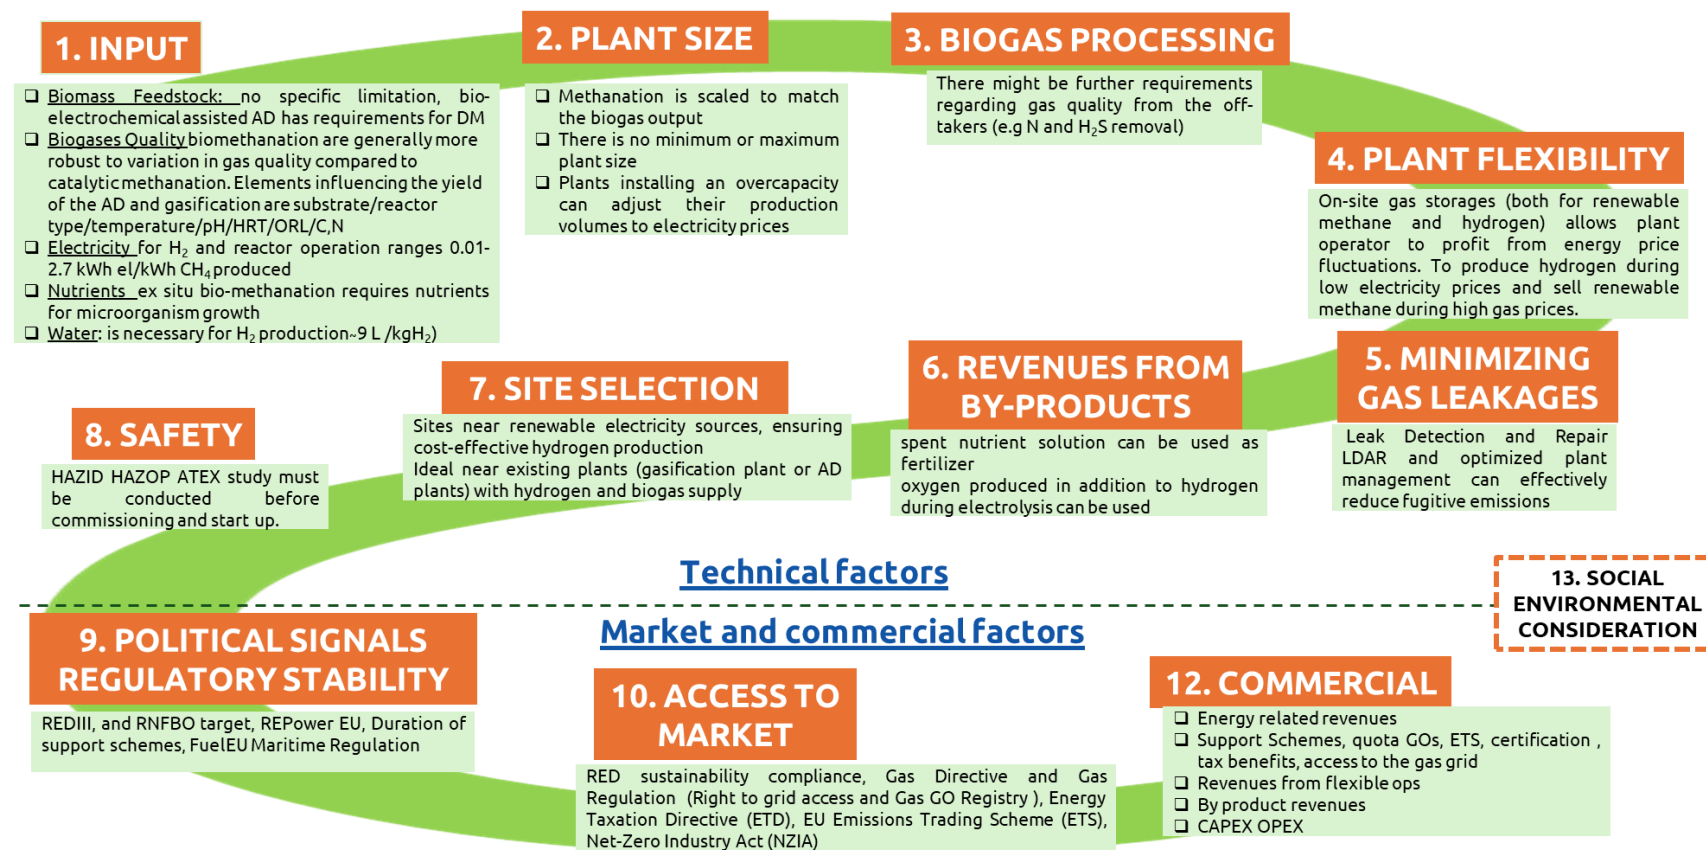 1. INPUT
❑ Biomass Feedstock: no specific limitation, bio-
electrochemical assisted AD has requirements for DM
❑ Biogases Quality biomethanation are generally more
robust to variation in gas quality compared to
catalytic methanation. Elements influencing the yield
of the AD and gasification are substrate/reactor
type/temperature/pH/HRT/ORL/C,N
❑ Electricity for H₂ and reactor operation ranges 0.01-
2.7 kWh el/kWh CH₄ produced
❑ Nutrients ex situ bio-methanation requires nutrients
for microorganism growth
❑ Water: is necessary for H₂ production~9 L /kgH₂)
2. PLANT SIZE
❑ Methanation is scaled to match
the biogas output
❑ There is no minimum or maximum
plant size
❑ Plants installing an overcapacity
can adjust their production
volumes to electricity prices
3. BIOGAS PROCESSING
There might be further requirements
regarding gas quality from the off-
takers (e.g N and H₂S removal)
4. PLANT FLEXIBILITY
On-site gas storages (both for renewable
methane and hydrogen) allows plant
operator to profit from energy price
fluctuations. To produce hydrogen during
low electricity prices and sell renewable
methane during high gas prices.
5. MINIMIZING
GAS LEAKAGES
Leak Detection and Repair
LDAR and optimized plant
management can effectively
reduce fugitive emissions
6. REVENUES FROM
BY-PRODUCTS
spent nutrient solution can be used as
fertilizer
oxygen produced in addition to hydrogen
during electrolysis can be used
7. SITE SELECTION
Sites near renewable electricity sources, ensuring
cost-effective hydrogen production
Ideal near existing plants (gasification plant or AD
plants) with hydrogen and biogas supply
8. SAFETY
HAZID HAZOP ATEX study must
be conducted before
commissioning and start up.
Technical factors
Market and commercial factors
13. SOCIAL
ENVIRONMENTAL
CONSIDERATION
9. POLITICAL SIGNALS
REGULATORY STABILITY
REDIII, and RNFBO target, REPower EU, Duration of
support schemes, FuelEU Maritime Regulation
10. ACCESS TO
MARKET
RED sustainability compliance, Gas Directive and Gas
Regulation (Right to grid access and Gas GO Registry ), Energy
Taxation Directive (ETD), EU Emissions Trading Scheme (ETS),
Net-Zero Industry Act (NZIA)
12. COMMERCIAL
❑ Energy related revenues
❑ Support Schemes, quota GOs, ETS, certification ,
tax benefits, access to the gas grid
❑ Revenues from flexible ops
❑ By product revenues
❑ CAPEX OPEX